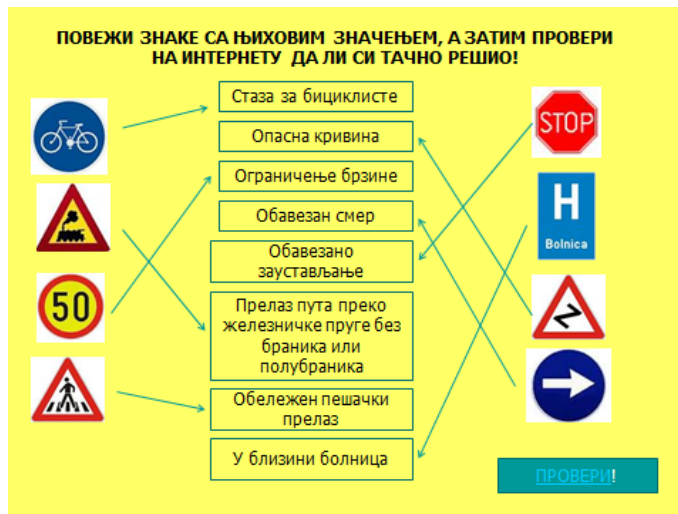 ПОВЕЖИ ЗНАКЕ СА ЊИХОВИМ ЗНАЧЕЊЕМ, А ЗАТИМ ПРОВЕРИ
НА ИНТЕРНЕТУ ДА ЛИ СИ ТАЧНО РЕШИО!
Стаза за бициклисте
Опасна кривина
Ограничење брзине
Обавезан смер
Обавезано
заустављање
Прелаз пута преко
железничке пруге без
браника или
полубраника
Обележен пешачки
прелаз
У близини болница
50
STOP
H
Bolnica
ПРОВЕРИ!